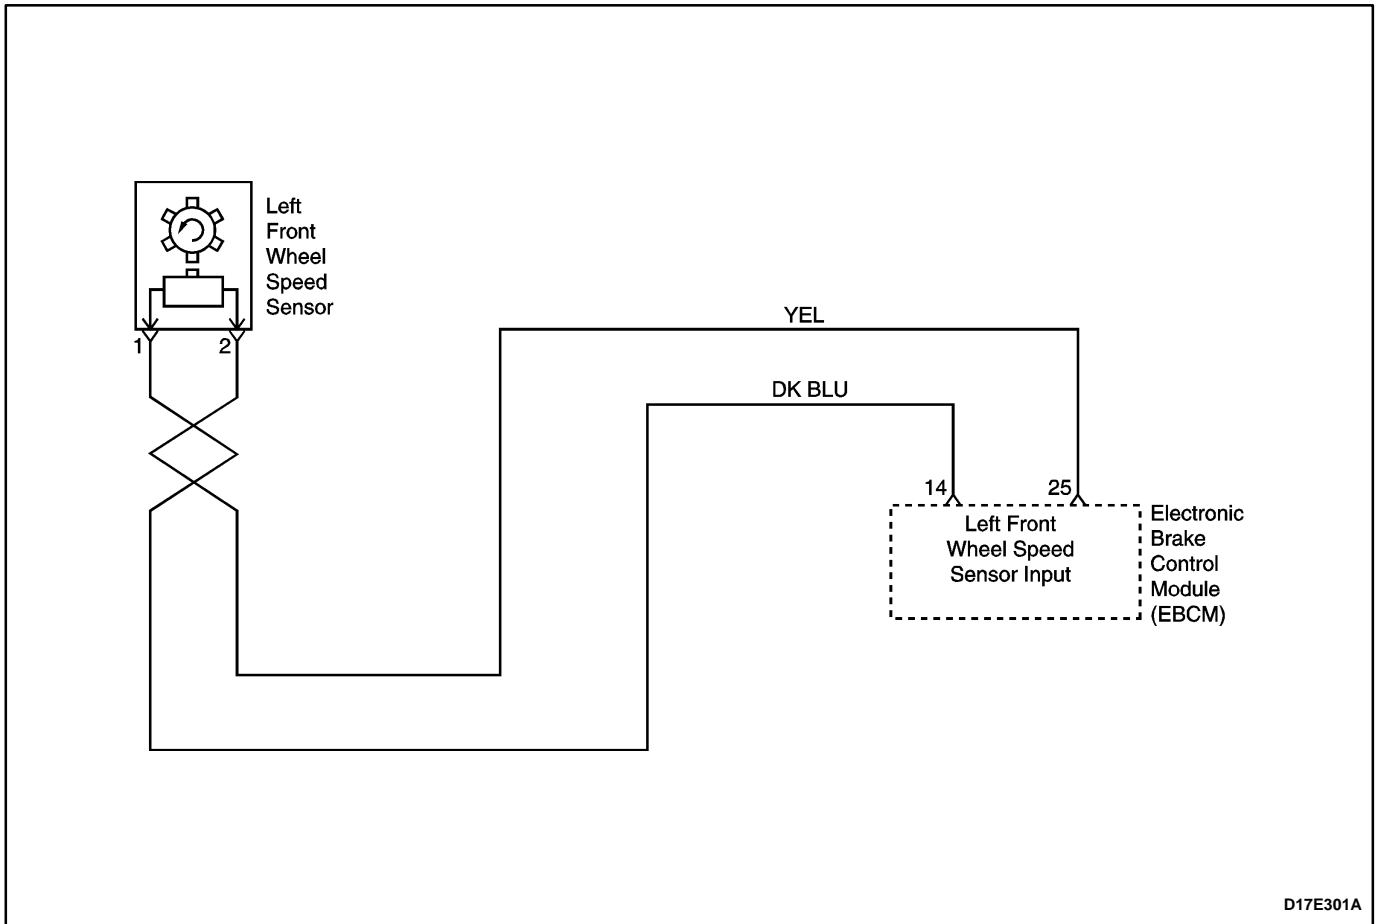 Left
Front
Wheel
Speed
Sensor
1
2
YEL
DK BLU
14
25
Left Front
Wheel Speed
Sensor Input
Electronic
Brake
Control
Module
(EBCM)
D17E301A